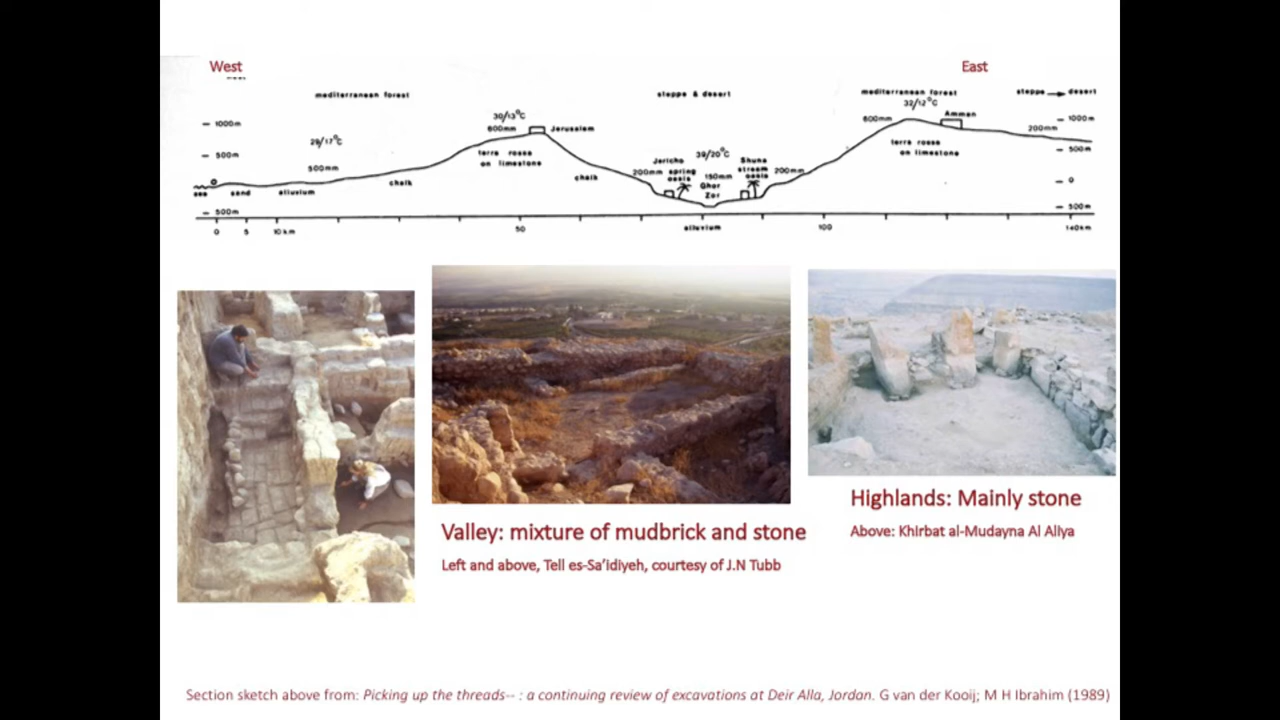 West
East
mediterranean forest
steppe & desert
mediterranean forest
steppe → desert
32/12°C
30/13°C
600mm
Jerusalem
600mm
Amman
200mm
1000m
1000m
29/17°C
terra rossa
on limestone
terra rossa
on limestone
500m
500m
39/20°C
Jericho
spring
oasis
Shuna
stream
oasis
500mm
200mm
150mm
200mm
Ghor
Zor
chalk
chalk
0
0
sea
sand
alluvium
500m
500m
0
5
10 km
50
alluvium
100
140km
Highlands: Mainly stone
Above: Khirbat al-Mudayna Al Aliya
Valley: mixture of mudbrick and stone
Left and above, Tell es-Sa'idiyeh, courtesy of J.N Tubb
Section sketch above from: Picking up the threads-- : a continuing review of excavations at Deir Alla, Jordan. G van der Kooij; M H Ibrahim (1989)